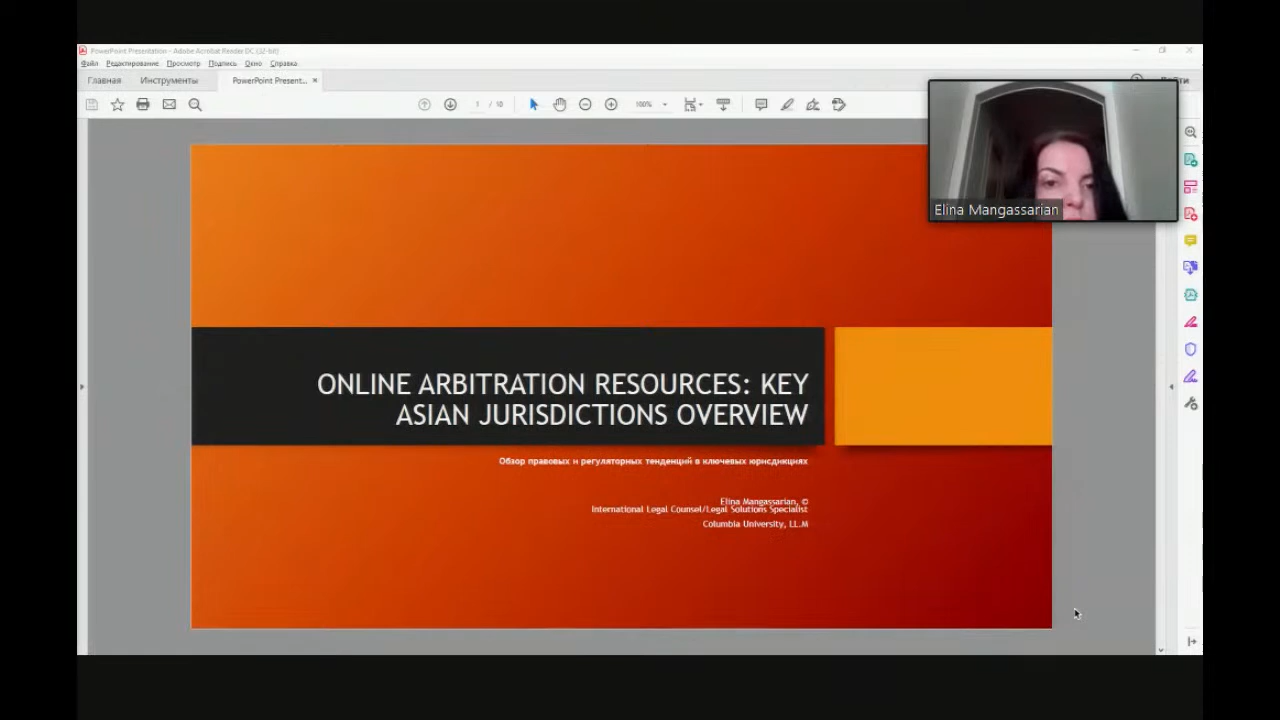 PowerPoint Presentation - Adobe Acrobat Reader DC (32-bit)
Файл Редактирование Просмотр Подпись Окно Справка
Главная Инструменты PowerPoint Present... ×
1 / 10 100%
Elina Mangassarian
ONLINE ARBITRATION RESOURCES: KEY
ASIAN JURISDICTIONS OVERVIEW
Обзор правовых и регуляторных тенденций в ключевых юрисдикциях
Elina Mangassarian, ©
International Legal Counsel/Legal Solutions Specialist
Columbia University, LL.M